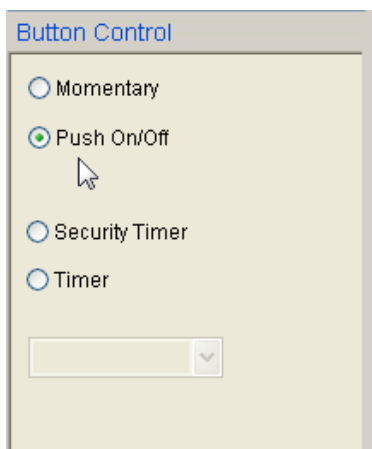 Button Control
Momentary
Push On/Off
Security Timer
Timer